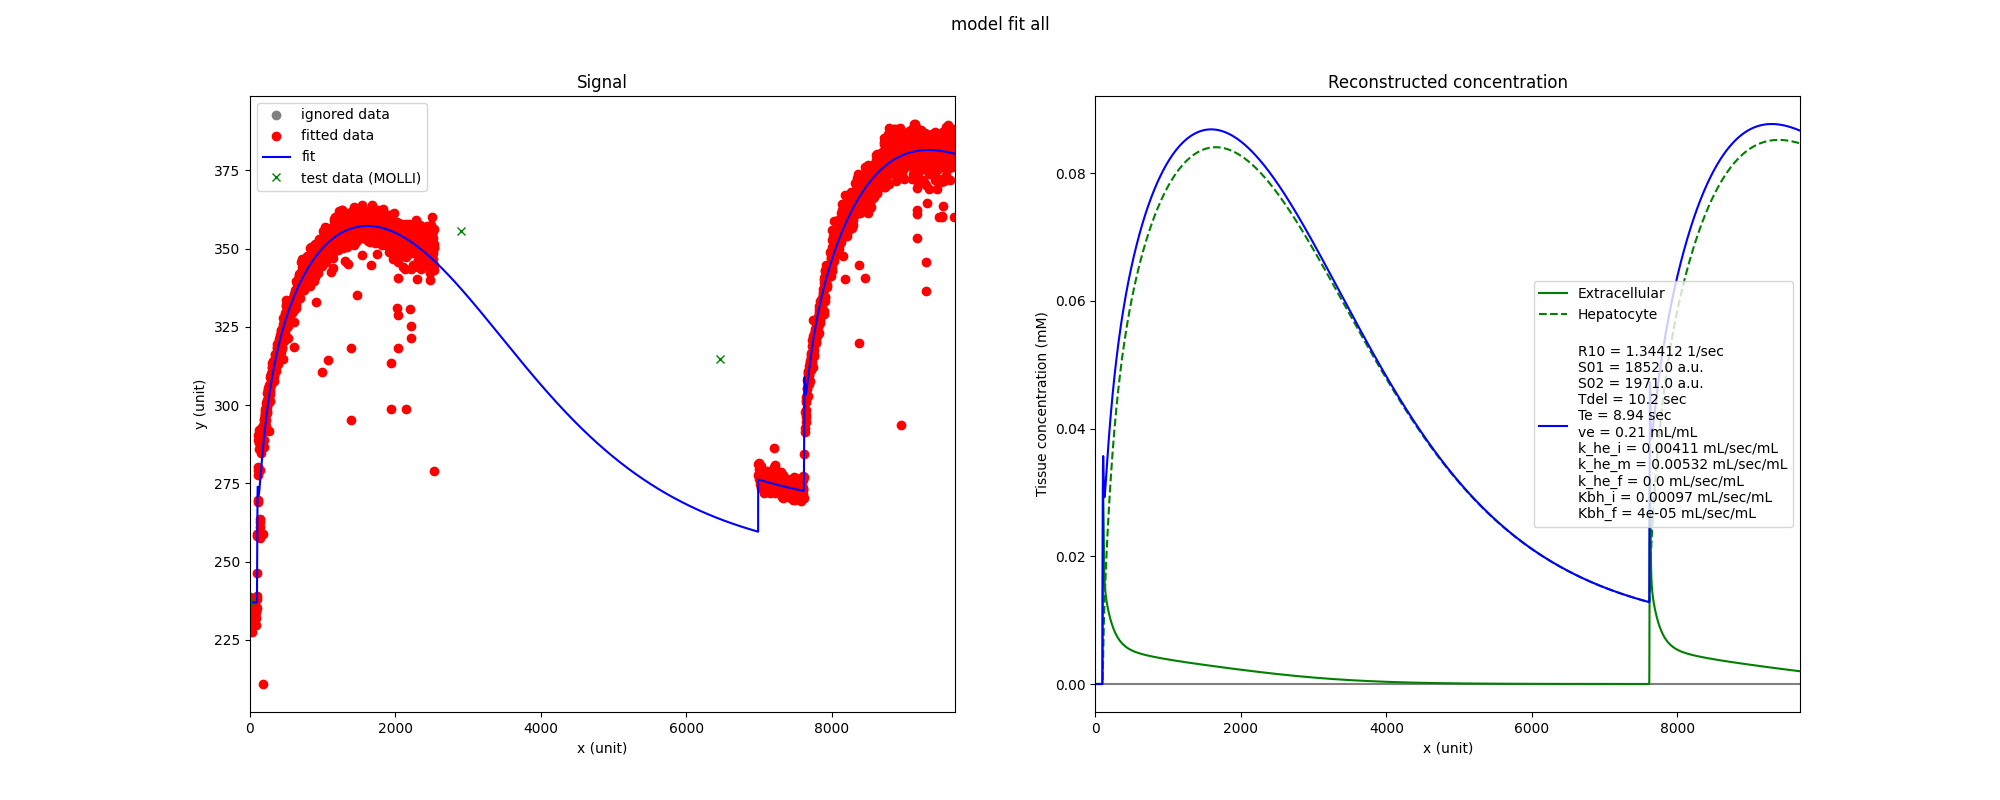 model fit all
Signal
ignored data
fitted data
fit
test data (MOLLI)
375
350
325
300
275
250
225
y (unit)
0
2000
4000
6000
8000
x (unit)
Reconstructed concentration
Extracellular
Hepatocyte
R10 = 1.34412 1/sec
S01 = 1852.0 a.u.
S02 = 1971.0 a.u.
Tdel = 10.2 sec
Te = 8.94 sec
ve = 0.21 mL/mL
k_he_i = 0.00411 mL/sec/mL
k_he_m = 0.00532 mL/sec/mL
k_he_f = 0.0 mL/sec/mL
Kbh_i = 0.00097 mL/sec/mL
Kbh_f = 4e-05 mL/sec/mL
0.08
0.06
0.04
0.02
0.00
Tissue concentration (mM)
0
2000
4000
6000
8000
x (unit)